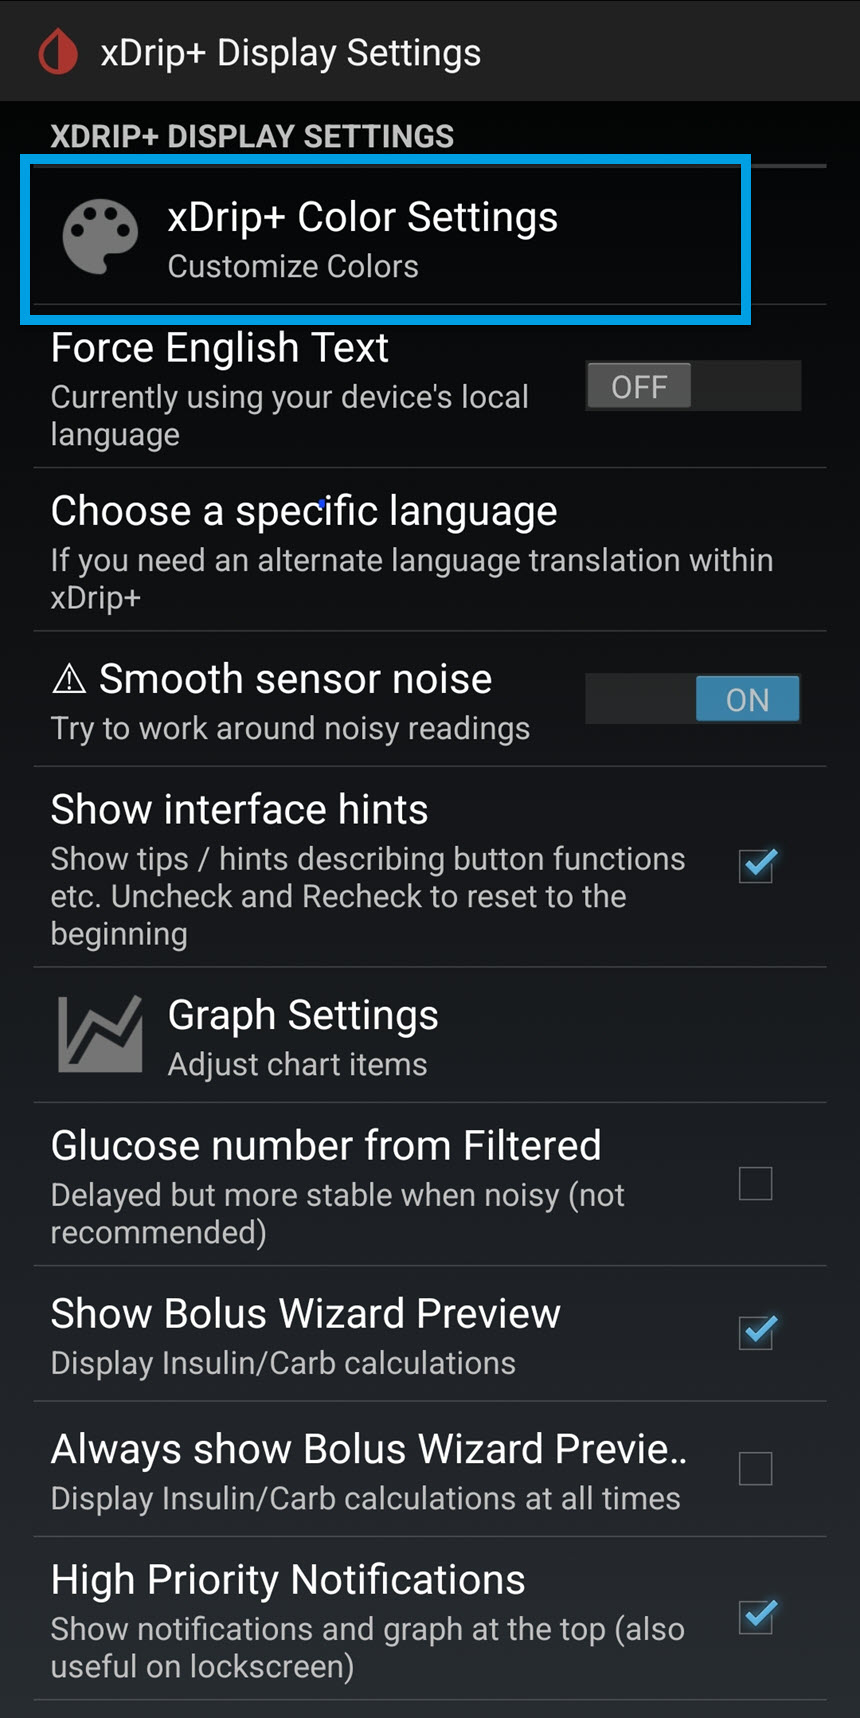 xDrip+ Display Settings
XDRIP+ DISPLAY SETTINGS
xDrip+ Color Settings
Customize Colors
Force English Text
Currently using your device's local
language
OFF
Choose a specific language
If you need an alternate language translation within
xDrip+
⚠ Smooth sensor noise
Try to work around noisy readings
ON
Show interface hints
Show tips / hints describing button functions
etc. Uncheck and Recheck to reset to the
beginning
Graph Settings
Adjust chart items
Glucose number from Filtered
Delayed but more stable when noisy (not
recommended)
Show Bolus Wizard Preview
Display Insulin/Carb calculations
Always show Bolus Wizard Previe..
Display Insulin/Carb calculations at all times
High Priority Notifications
Show notifications and graph at the top (also
useful on lockscreen)